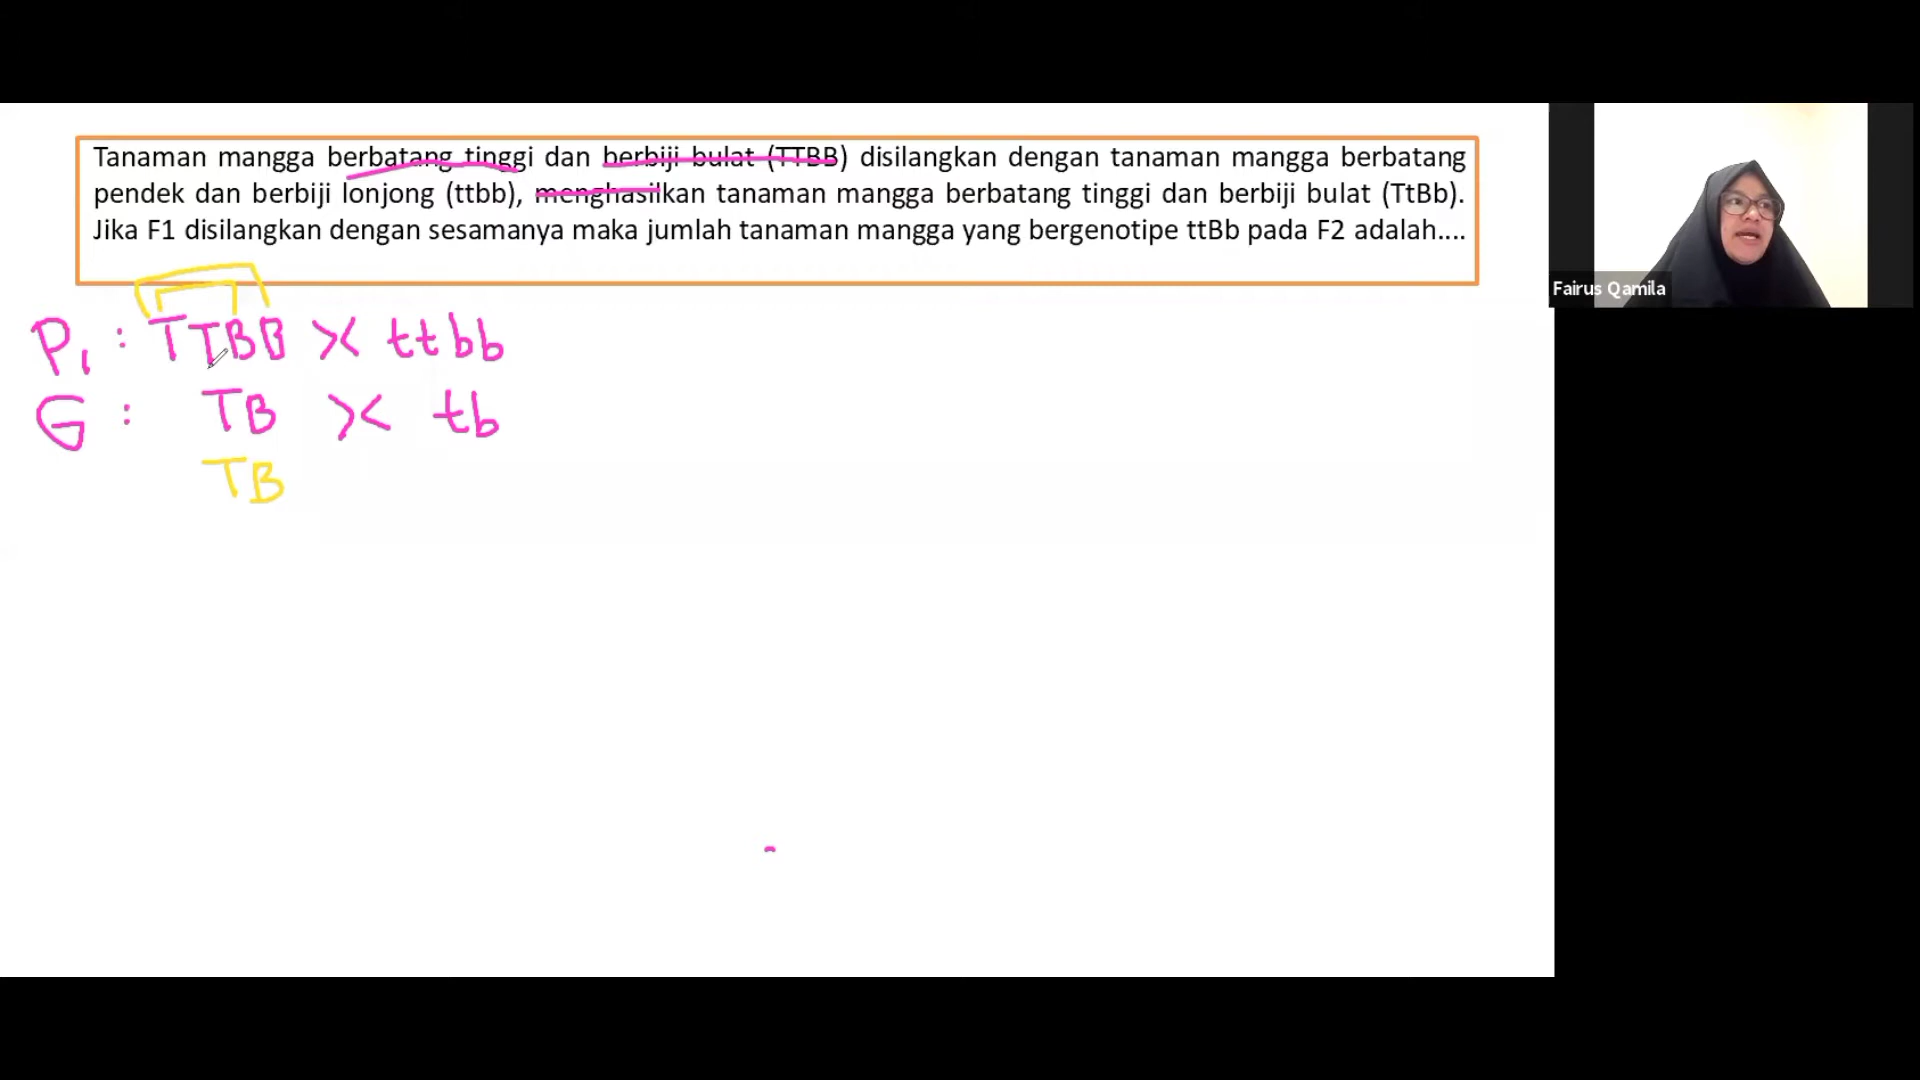 Tanaman mangga berbatang tinggi dan berbiji bulat (TTBB) disilangkan dengan tanaman mangga berbatang
pendek dan berbiji lonjong (ttbb), menghasilkan tanaman mangga berbatang tinggi dan berbiji bulat (TtBb).
Jika F1 disilangkan dengan sesamanya maka jumlah tanaman mangga yang bergenotipe ttBb pada F2 adalah....
Fairus Qamila
P1 : TTBB X ttbb
G : TB X tb
TB